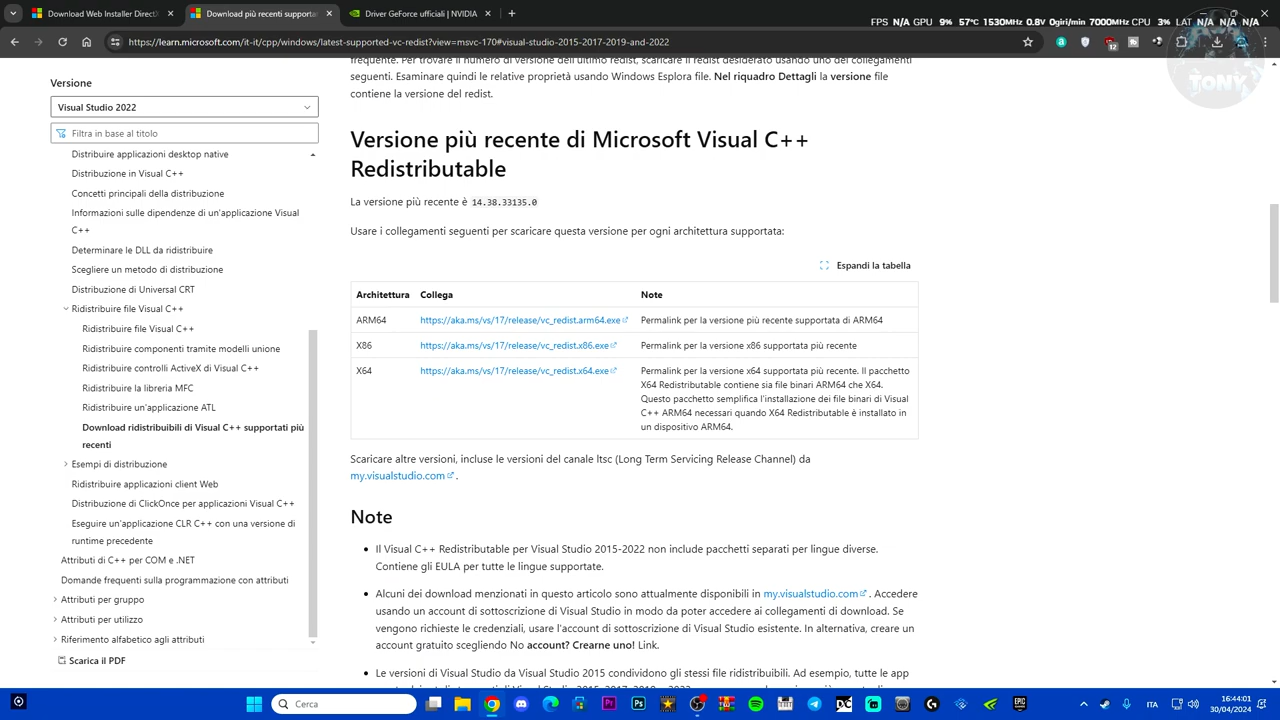 Download Web Installer Directl
Download più recenti supportat
Driver GeForce ufficiali | NVIDIA
FPS N/A GPU 9% 57°C 1530MHz 0.8V 0giri/min 7000MHz CPU 3% LAT N/A N/A N/A
https://learn.microsoft.com/it-it/cpp/windows/latest-supported-vc-redist?view=msvc-170#visual-studio-2015-2017-2019-and-2022
12
TONY
Versione
Visual Studio 2022
Filtra in base al titolo
Distribuire applicazioni desktop native
Distribuzione in Visual C++
Concetti principali della distribuzione
Informazioni sulle dipendenze di un'applicazione Visual
C++
Determinare le DLL da ridistribuire
Scegliere un metodo di distribuzione
Distribuzione di Universal CRT
Ridistribuire file Visual C++
Ridistribuire file Visual C++
Ridistribuire componenti tramite modelli unione
Ridistribuire controlli ActiveX di Visual C++
Ridistribuire la libreria MFC
Ridistribuire un'applicazione ATL
Download ridistribuibili di Visual C++ supportati più
recenti
Esempi di distribuzione
Ridistribuire applicazioni client Web
Distribuzione di ClickOnce per applicazioni Visual C++
Eseguire un'applicazione CLR C++ con una versione di
runtime precedente
Attributi di C++ per COM e .NET
Domande frequenti sulla programmazione con attributi
Attributi per gruppo
Attributi per utilizzo
Riferimento alfabetico agli attributi
Scarica il PDF
frequente. Per trovare il numero di versione dell'ultimo redist, scaricare il redist desiderato usando uno dei collegamenti
seguenti. Esaminare quindi le relative proprietà usando Windows Esplora file. Nel riquadro Dettagli la versione file
contiene la versione del redist.
Versione più recente di Microsoft Visual C++
Redistributable
La versione più recente è 14.38.33135.0
Usare i collegamenti seguenti per scaricare questa versione per ogni architettura supportata:
Espandi la tabella
Architettura Collega Note
ARM64 https://aka.ms/vs/17/release/vc_redist.arm64.exe Permalink per la versione più recente supportata di ARM64
X86 https://aka.ms/vs/17/release/vc_redist.x86.exe Permalink per la versione x86 supportata più recente
X64 https://aka.ms/vs/17/release/vc_redist.x64.exe Permalink per la versione x64 supportata più recente. Il pacchetto
X64 Redistributable contiene sia file binari ARM64 che X64.
Questo pacchetto semplifica l'installazione dei file binari di Visual
C++ ARM64 necessari quando X64 Redistributable è installato in
un dispositivo ARM64.
Scaricare altre versioni, incluse le versioni del canale ltsc (Long Term Servicing Release Channel) da
my.visualstudio.com .
Note
Il Visual C++ Redistributable per Visual Studio 2015-2022 non include pacchetti separati per lingue diverse.
Contiene gli EULA per tutte le lingue supportate.
Alcuni dei download menzionati in questo articolo sono attualmente disponibili in my.visualstudio.com . Accedere
usando un account di sottoscrizione di Visual Studio in modo da poter accedere ai collegamenti di download. Se
vengono richieste le credenziali, usare l'account di sottoscrizione di Visual Studio esistente. In alternativa, creare un
account gratuito scegliendo No account? Crearne uno! Link.
Le versioni di Visual Studio da Visual Studio 2015 condividono gli stessi file ridistribuibili. Ad esempio, tutte le app
Cerca
ITA
16:44:01
30/04/2024